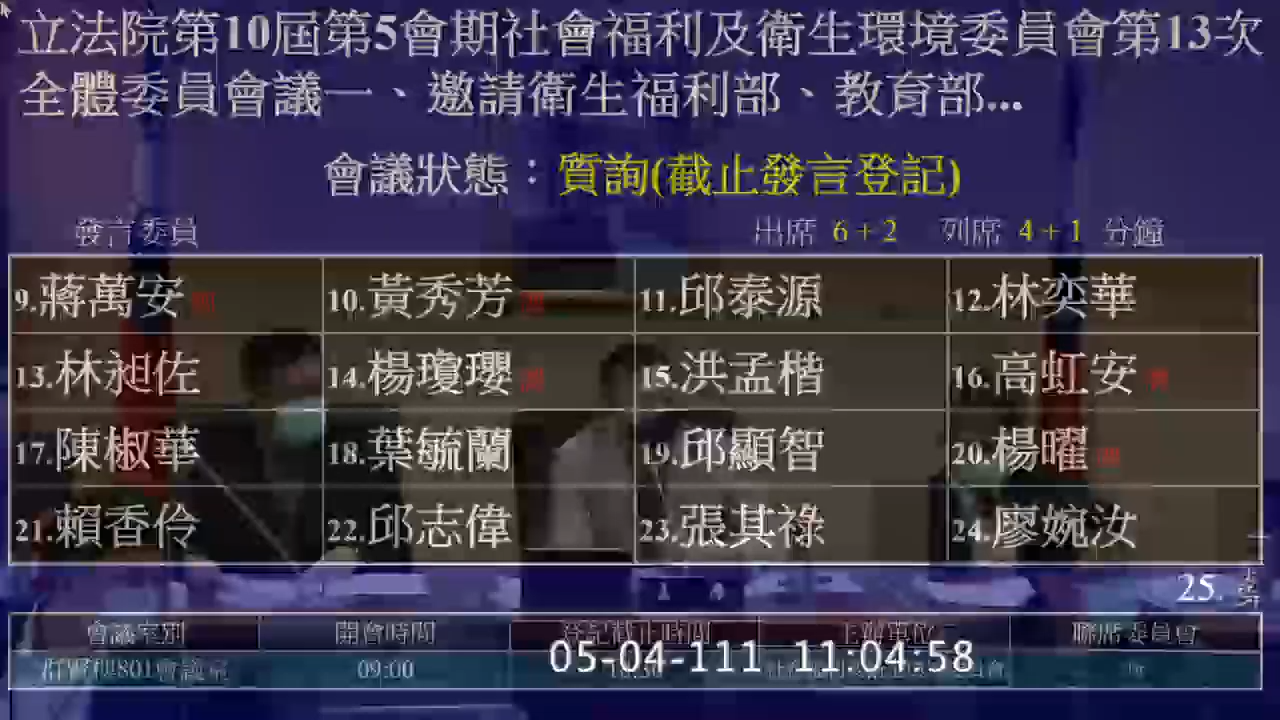 立法院第10屆第5會期社會福利及衛生環境委員會第13次
全體委員會議一、邀請衛生福利部、教育部...
會議狀態：質詢(截止發言登記)
發言委員 出席 6 + 2 列席 4 + 1 分鐘
9.蔣萬安 10.黃秀芳 11.邱泰源 12.林奕華
13.林昶佐 14.楊瓊瓔 15.洪孟楷 16.高虹安
17.陳椒華 18.葉毓蘭 19.邱顯智 20.楊曜
21.賴香伶 22.邱志偉 23.張其祿 24.廖婉汝
25.
會議室別 開會時間 登記截止時間 主辦單位 聯席委員會
801會議室 09:00
05-04-111 11:04:58